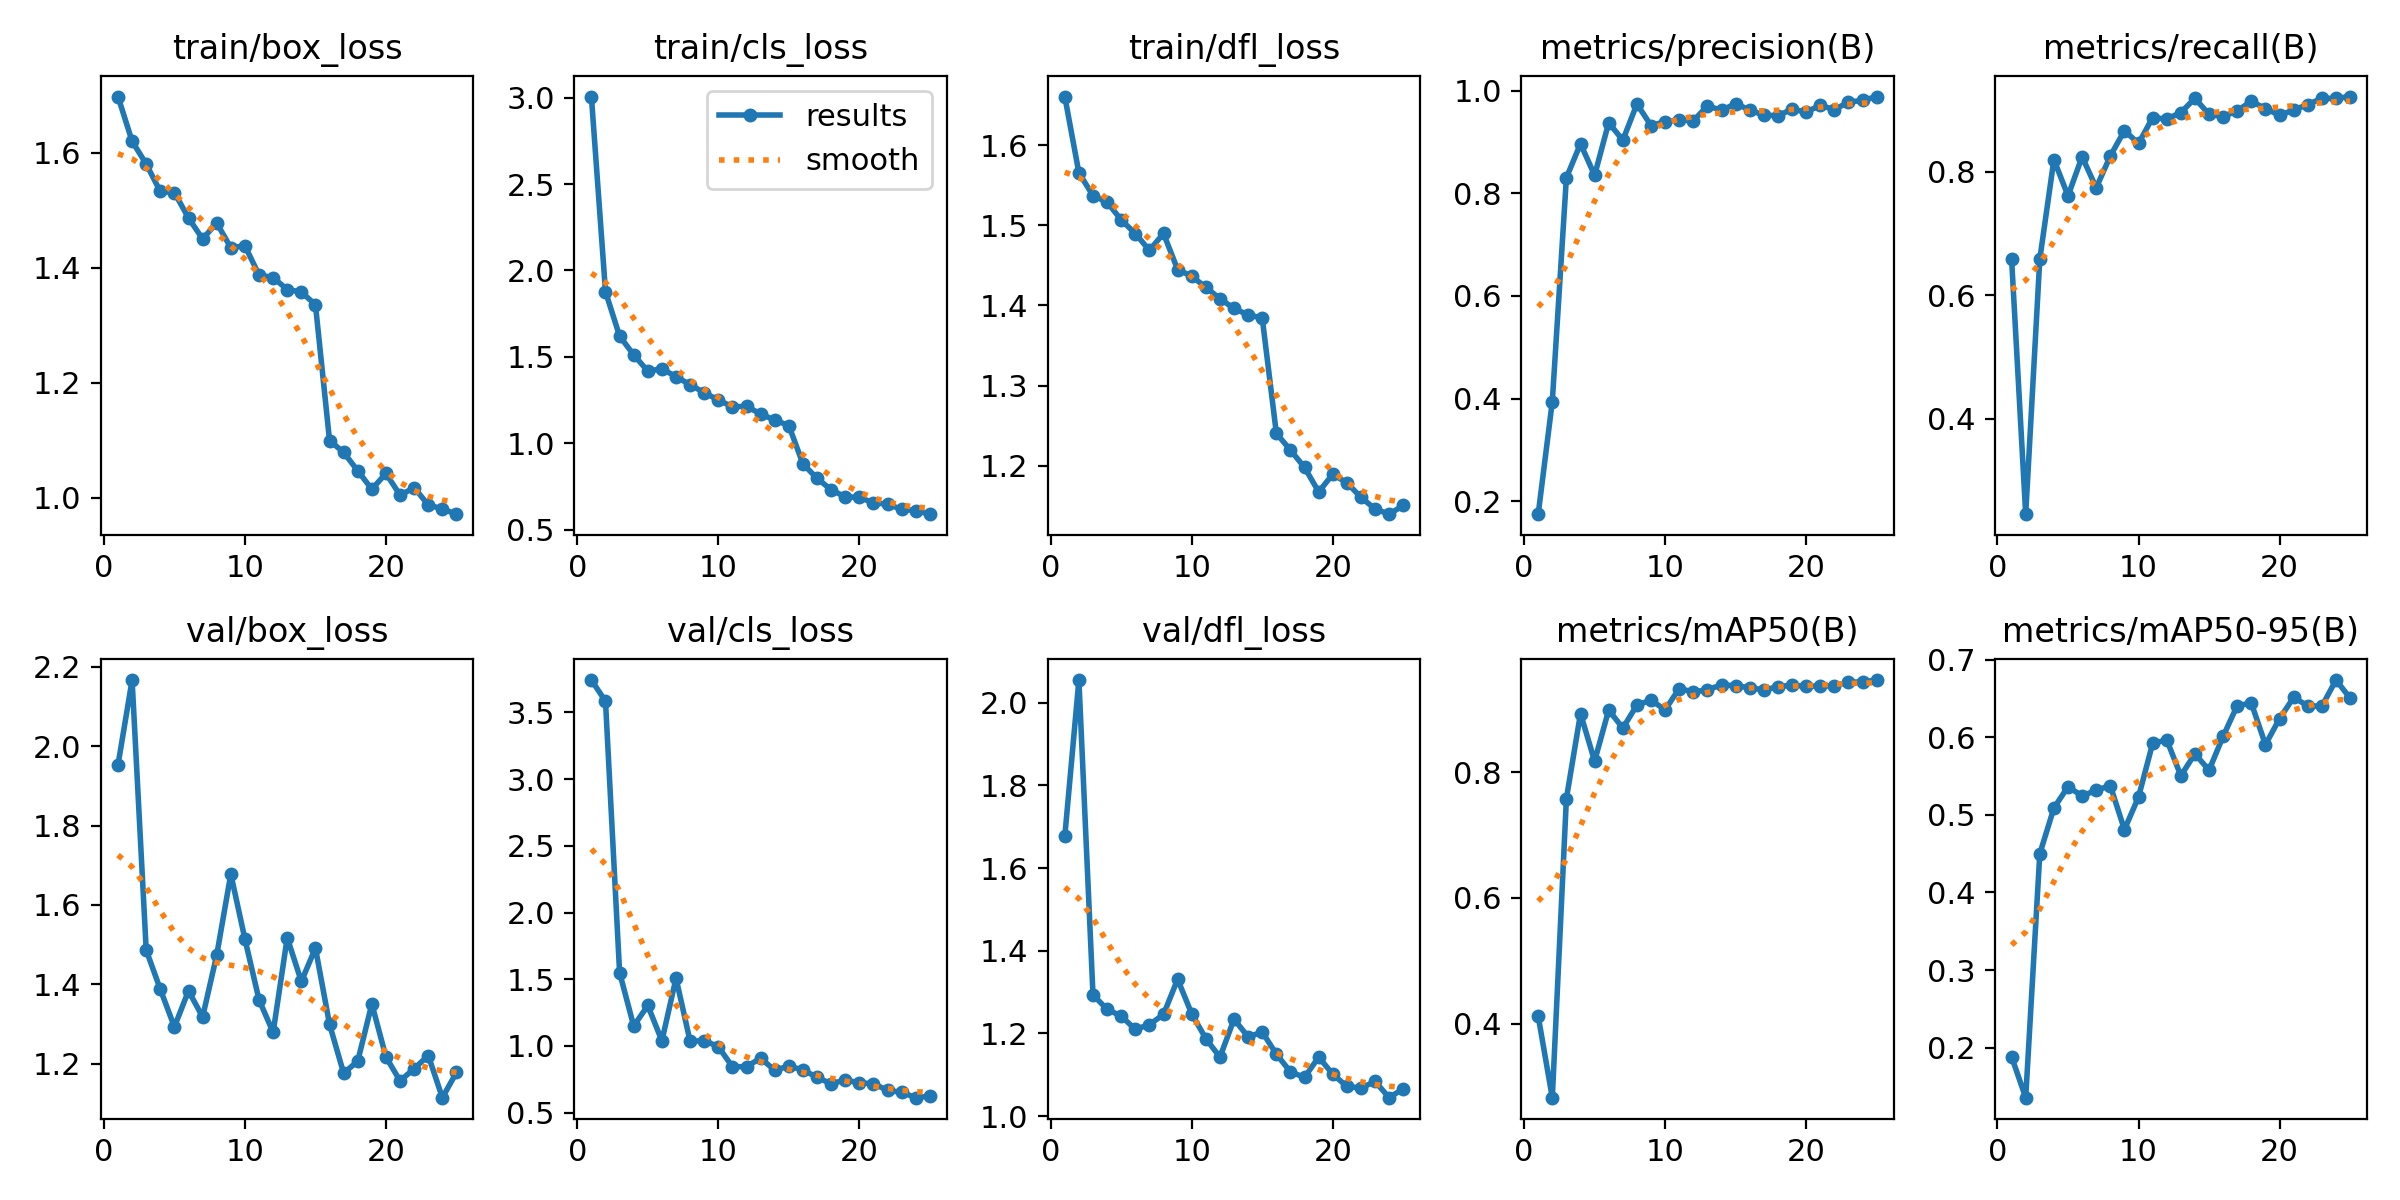 train/box_loss
1.6
1.4
1.2
1.0
0 10 20
train/cls_loss
results
smooth
3.0
2.5
2.0
1.5
1.0
0.5
0 10 20
train/dfl_loss
1.6
1.5
1.4
1.3
1.2
0 10 20
metrics/precision(B)
1.0
0.8
0.6
0.4
0.2
0 10 20
metrics/recall(B)
0.8
0.6
0.4
0 10 20
val/box_loss
2.2
2.0
1.8
1.6
1.4
1.2
0 10 20
val/cls_loss
3.5
3.0
2.5
2.0
1.5
1.0
0.5
0 10 20
val/dfl_loss
2.0
1.8
1.6
1.4
1.2
1.0
0 10 20
metrics/mAP50(B)
0.8
0.6
0.4
0 10 20
metrics/mAP50-95(B)
0.7
0.6
0.5
0.4
0.3
0.2
0 10 20